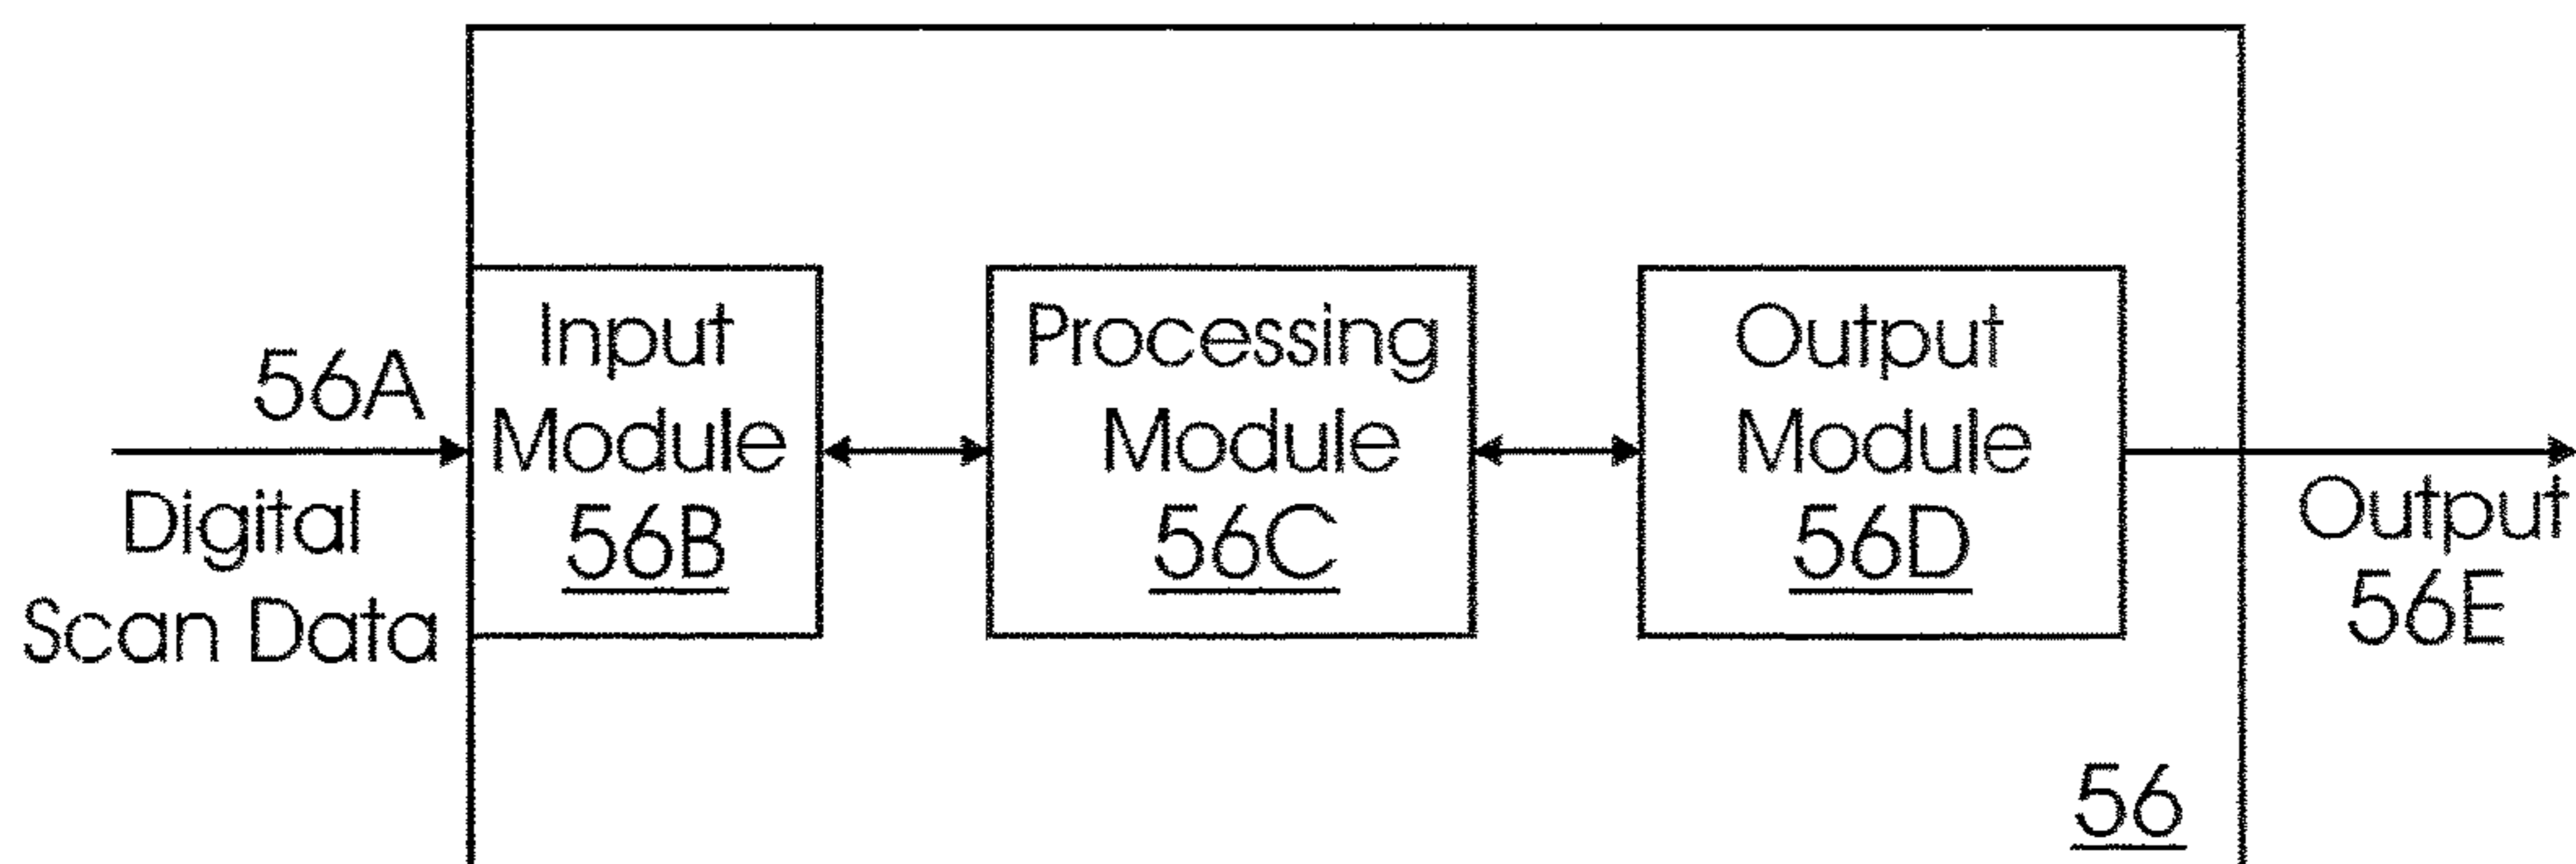 56A
Digital
Scan Data
Input
Module
56B
Processing
Module
56C
Output
Module
56D
Output
56E
56